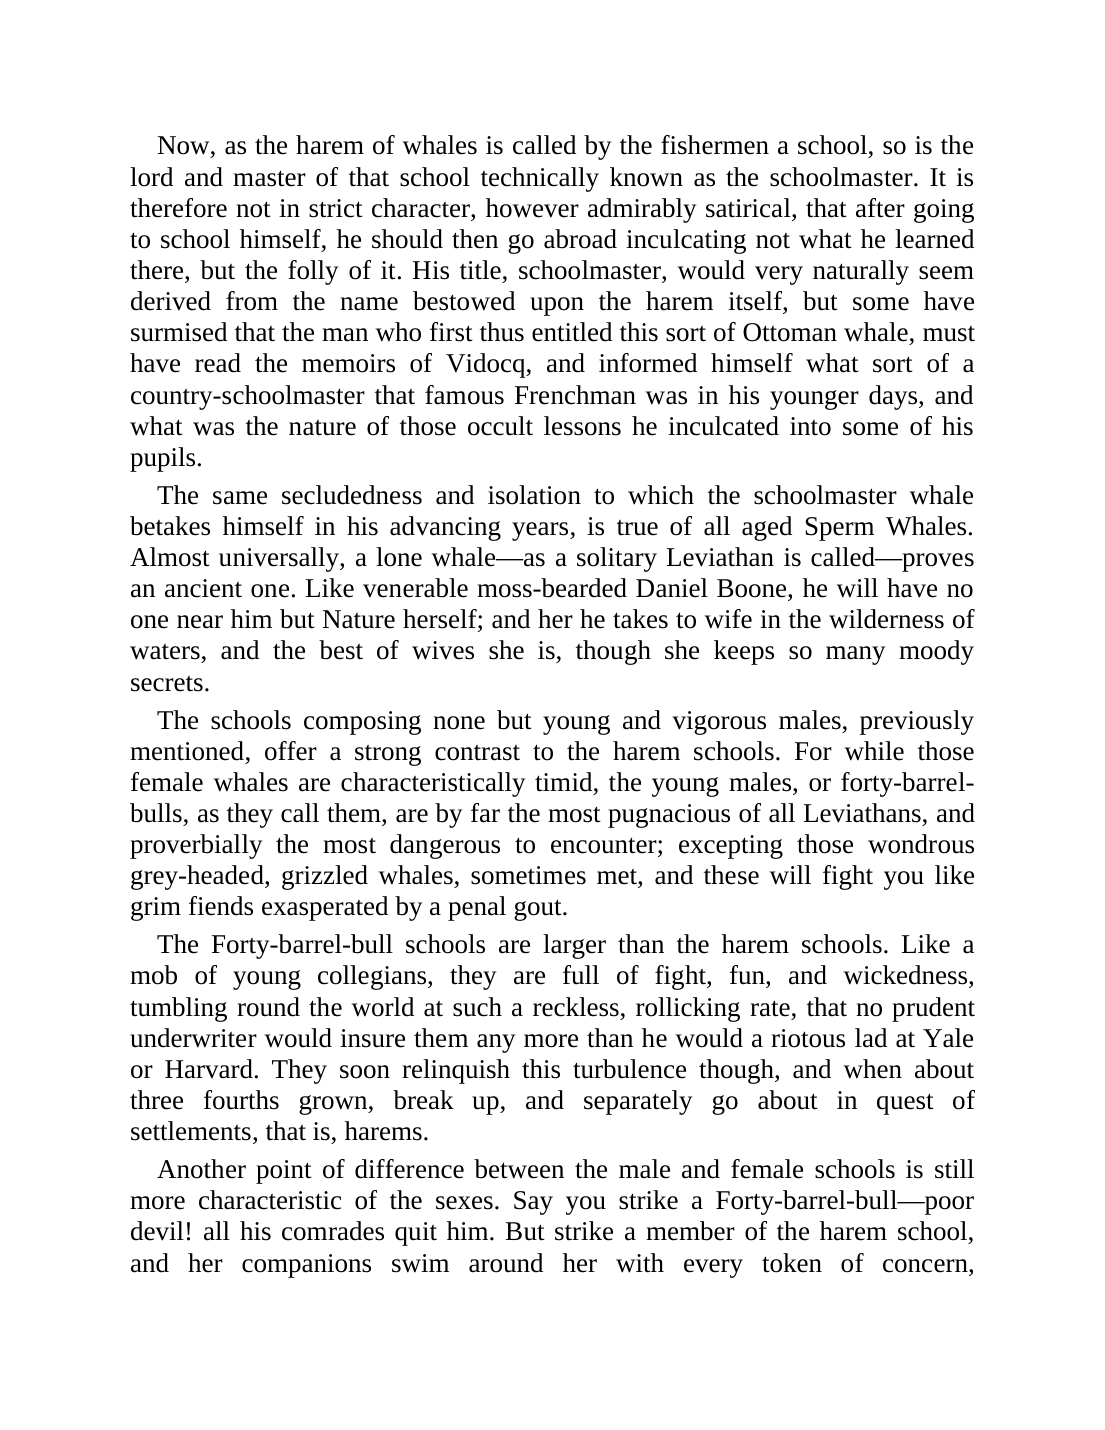 Now, as the harem of whales is called by the fishermen a school, so is the
lord and master of that school technically known as the schoolmaster. It is
therefore not in strict character, however admirably satirical, that after going
to school himself, he should then go abroad inculcating not what he learned
there, but the folly of it. His title, schoolmaster, would very naturally seem
derived from the name bestowed upon the harem itself, but some have
surmised that the man who first thus entitled this sort of Ottoman whale, must
have read the memoirs of Vidocq, and informed himself what sort of a
country-schoolmaster that famous Frenchman was in his younger days, and
what was the nature of those occult lessons he inculcated into some of his
pupils.
The same secludedness and isolation to which the schoolmaster whale
betakes himself in his advancing years, is true of all aged Sperm Whales.
Almost universally, a lone whale—as a solitary Leviathan is called—proves
an ancient one. Like venerable moss-bearded Daniel Boone, he will have no
one near him but Nature herself; and her he takes to wife in the wilderness of
waters, and the best of wives she is, though she keeps so many moody
secrets.
The schools composing none but young and vigorous males, previously
mentioned, offer a strong contrast to the harem schools. For while those
female whales are characteristically timid, the young males, or forty-barrel-
bulls, as they call them, are by far the most pugnacious of all Leviathans, and
proverbially the most dangerous to encounter; excepting those wondrous
grey-headed, grizzled whales, sometimes met, and these will fight you like
grim fiends exasperated by a penal gout.
The Forty-barrel-bull schools are larger than the harem schools. Like a
mob of young collegians, they are full of fight, fun, and wickedness,
tumbling round the world at such a reckless, rollicking rate, that no prudent
underwriter would insure them any more than he would a riotous lad at Yale
or Harvard. They soon relinquish this turbulence though, and when about
three fourths grown, break up, and separately go about in quest of
settlements, that is, harems.
Another point of difference between the male and female schools is still
more characteristic of the sexes. Say you strike a Forty-barrel-bull—poor
devil! all his comrades quit him. But strike a member of the harem school,
and her companions swim around her with every token of concern,